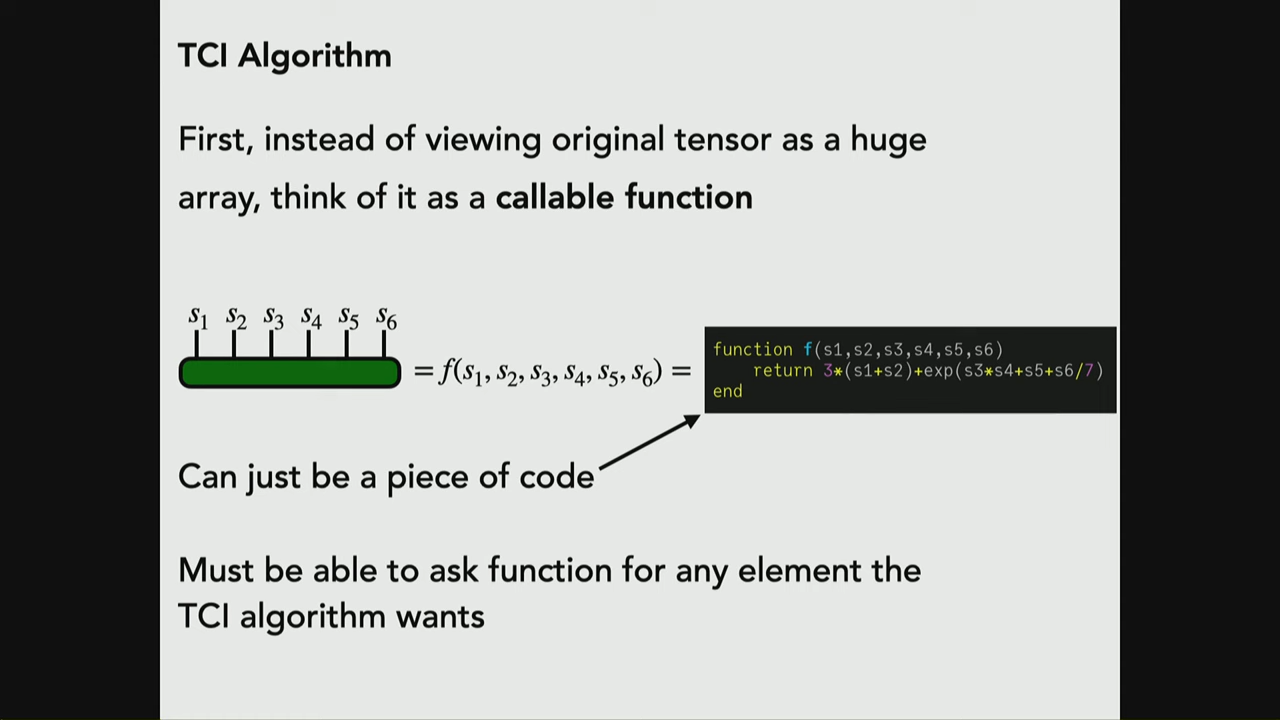 TCI Algorithm
First, instead of viewing original tensor as a huge
array, think of it as a callable function
s₁ s₂ s₃ s₄ s₅ s₆
= f(s₁, s₂, s₃, s₄, s₅, s₆) =
function f(s1,s2,s3,s4,s5,s6)
return 3*(s1+s2)+exp(s3*s4+s5+s6/7)
end
Can just be a piece of code
Must be able to ask function for any element the
TCI algorithm wants